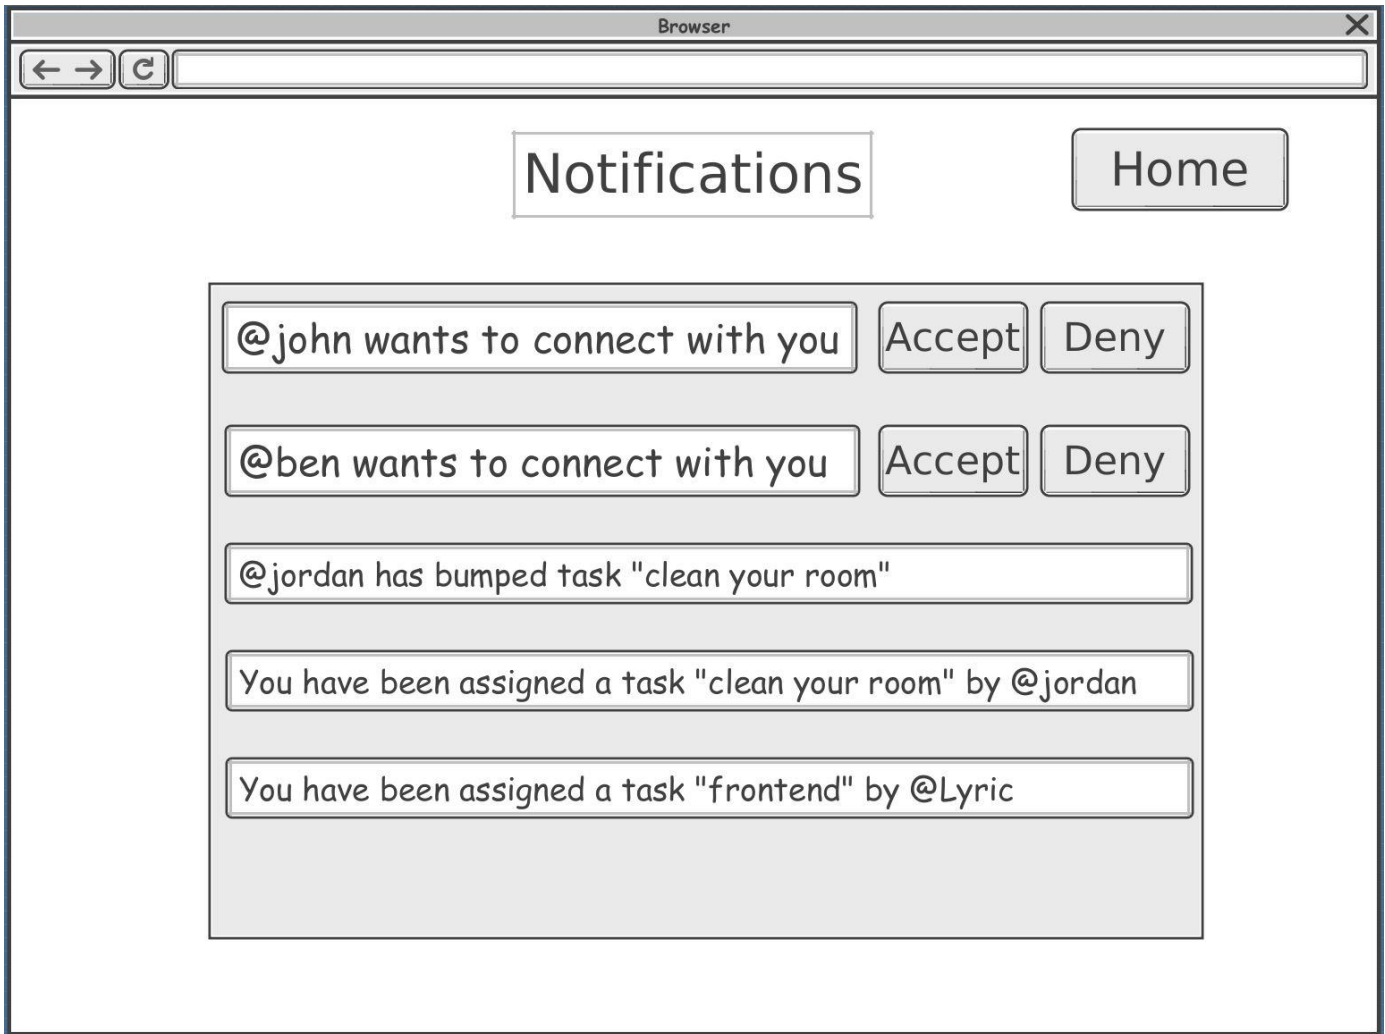 Browser
Notifications
Home
@john wants to connect with you
Accept
Deny
@ben wants to connect with you
Accept
Deny
@jordan has bumped task "clean your room"
You have been assigned a task "clean your room" by @jordan
You have been assigned a task "frontend" by @Lyric